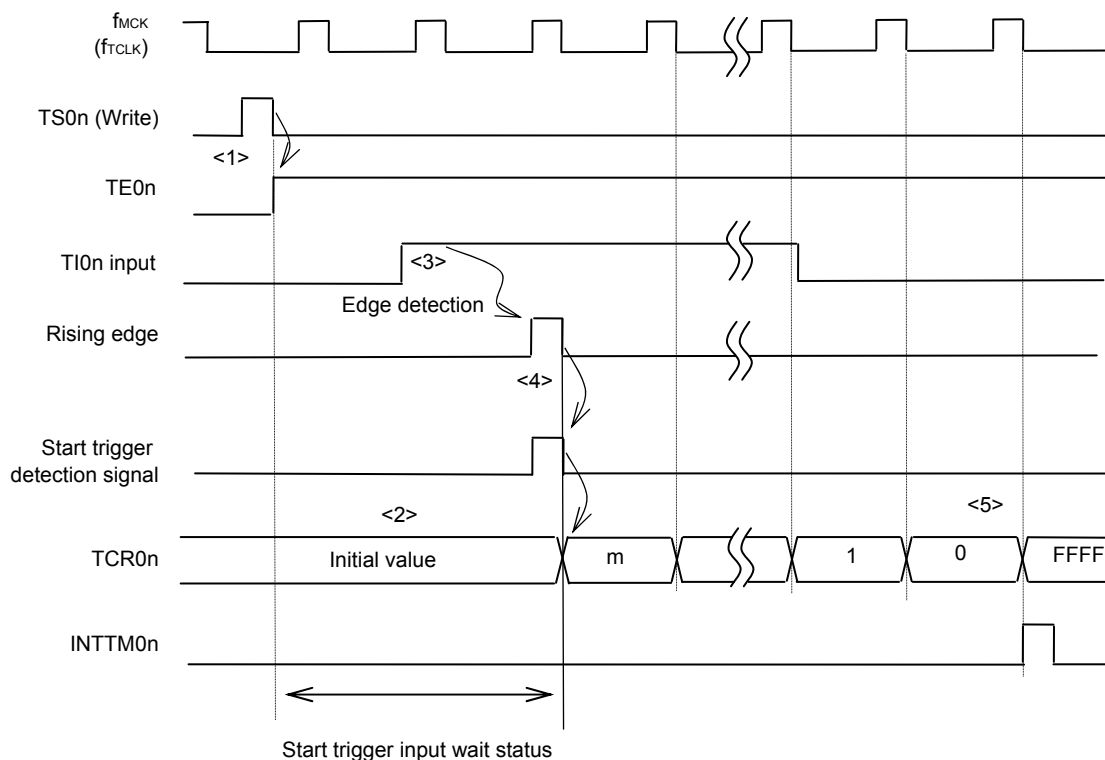 fMCK
(fTCLK)
TS0n (Write)
<1>
TE0n
TI0n input
<3>
Edge detection
Rising edge
<4>
Start trigger
detection signal
<2>
<5>
TCR0n
Initial value
m
1
0
FFFF
INTTM0n
Start trigger input wait status